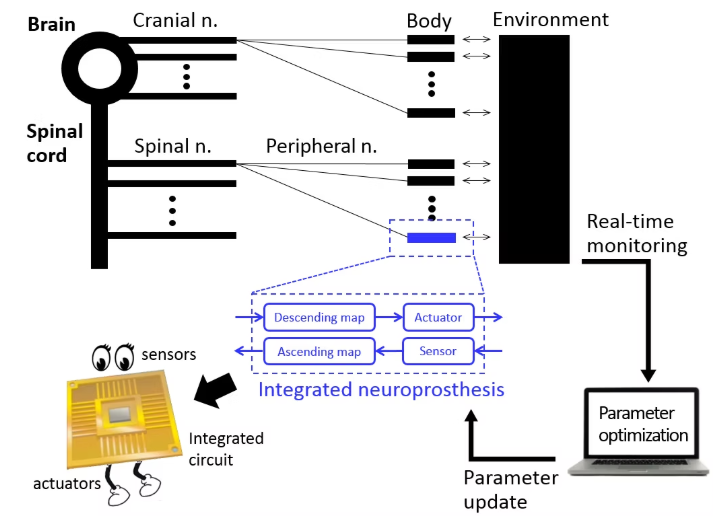 Cranial n.
Body
Environment
Brain
Spinal
cord
Spinal n.
Peripheral n.
Real-time
monitoring
Descending map
Actuator
Ascending map
Sensor
Integrated neuroprosthesis
sensors
Integrated
circuit
actuators
Parameter
optimization
Parameter
update